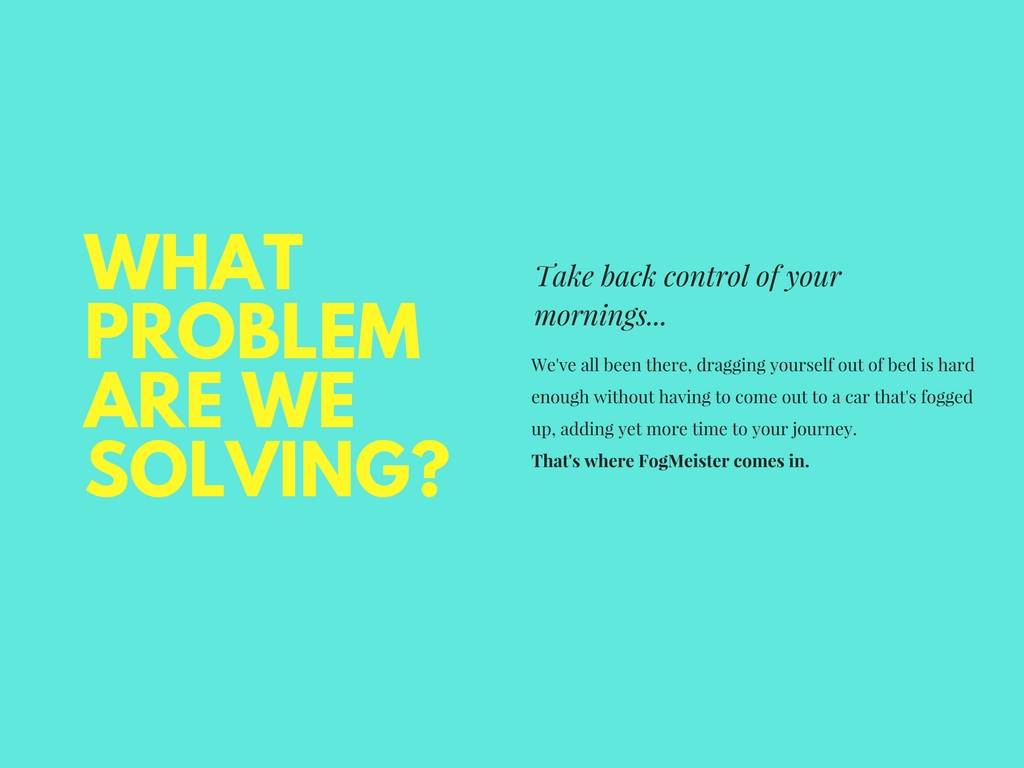 WHAT
PROBLEM
ARE WE
SOLVING?
Take back control of your
mornings...
We've all been there, dragging yourself out of bed is hard
enough without having to come out to a car that's fogged
up, adding yet more time to your journey.
That's where FogMeister comes in.